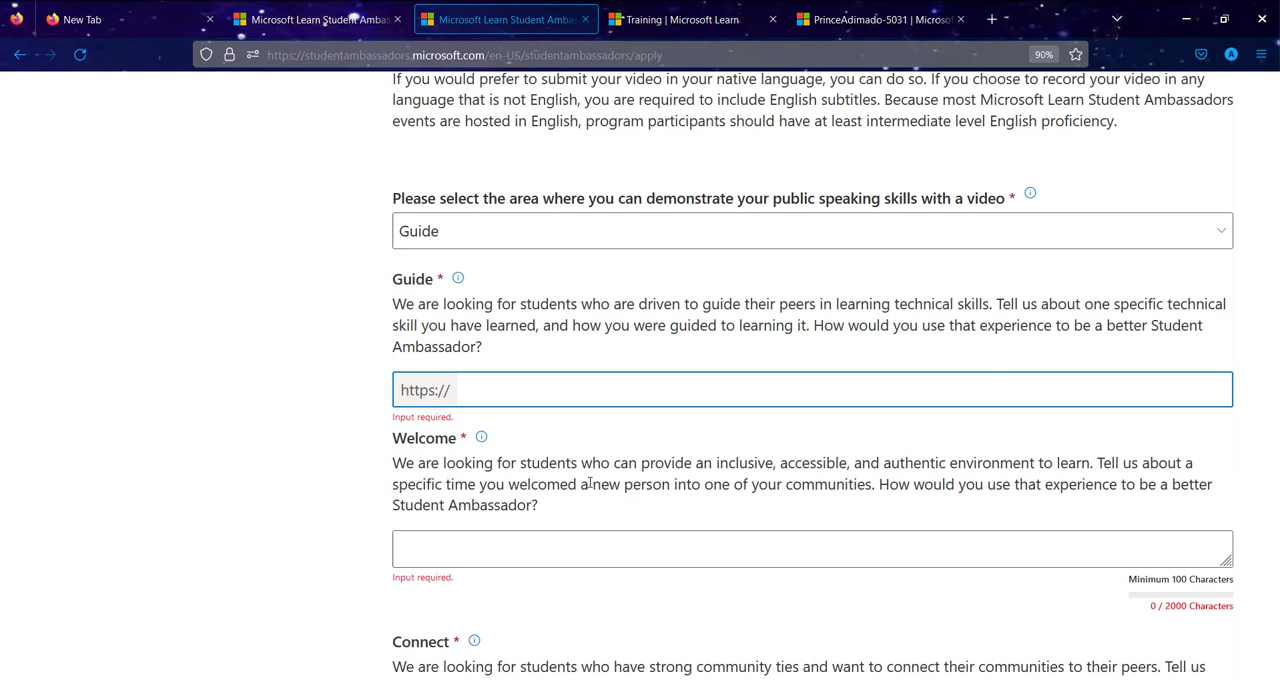 New Tab
Microsoft Learn Student Ambas
Microsoft Learn Student Ambas
Training | Microsoft Learn
PrinceAdimado-5031 | Microsof
https://studentambassadors.microsoft.com/en-US/studentambassadors/apply
90%
A
If you would prefer to submit your video in your native language, you can do so. If you choose to record your video in any
language that is not English, you are required to include English subtitles. Because most Microsoft Learn Student Ambassadors
events are hosted in English, program participants should have at least intermediate level English proficiency.
Please select the area where you can demonstrate your public speaking skills with a video *
Guide
Guide *
We are looking for students who are driven to guide their peers in learning technical skills. Tell us about one specific technical
skill you have learned, and how you were guided to learning it. How would you use that experience to be a better Student
Ambassador?
https://
Input required.
Welcome *
We are looking for students who can provide an inclusive, accessible, and authentic environment to learn. Tell us about a
specific time you welcomed a new person into one of your communities. How would you use that experience to be a better
Student Ambassador?
Input required.
Minimum 100 Characters
0 / 2000 Characters
Connect *
We are looking for students who have strong community ties and want to connect their communities to their peers. Tell us